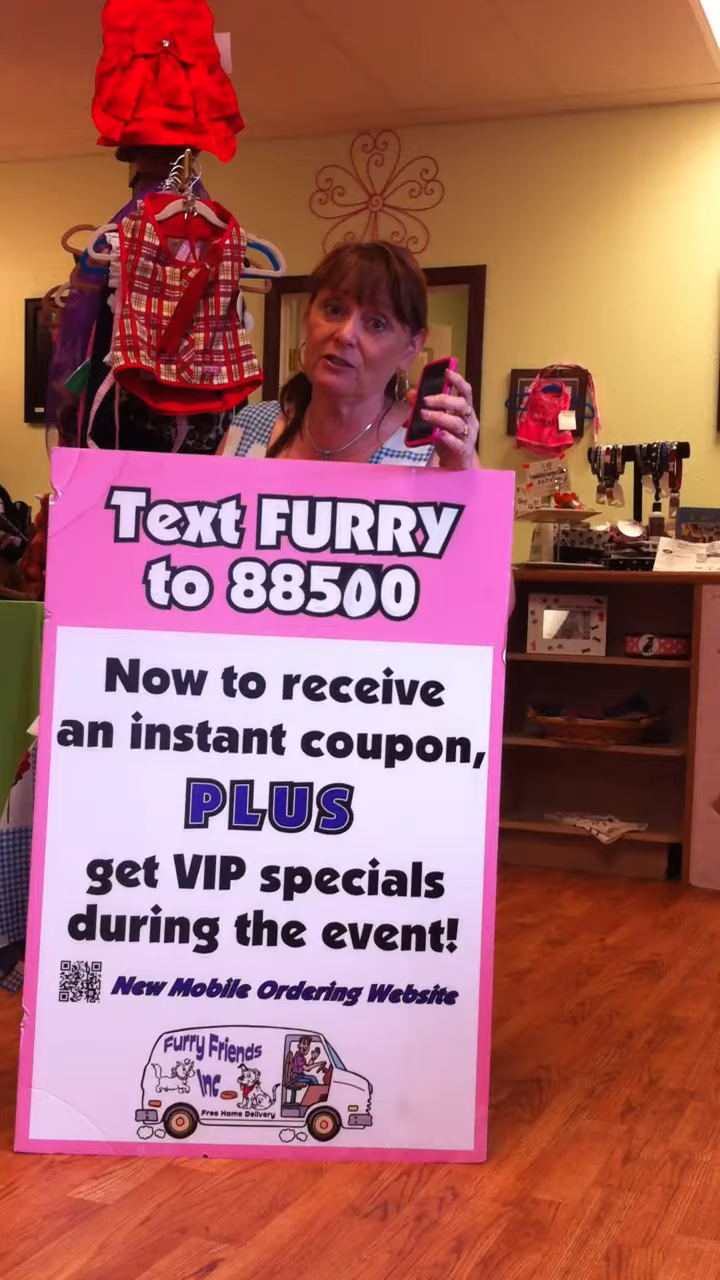 Text FURRY
to 88500
Now to receive
an instant coupon,
PLUS
get VIP specials
during the event!
New Mobile Ordering Website
Furry Friends
Inc
Free Home Delivery